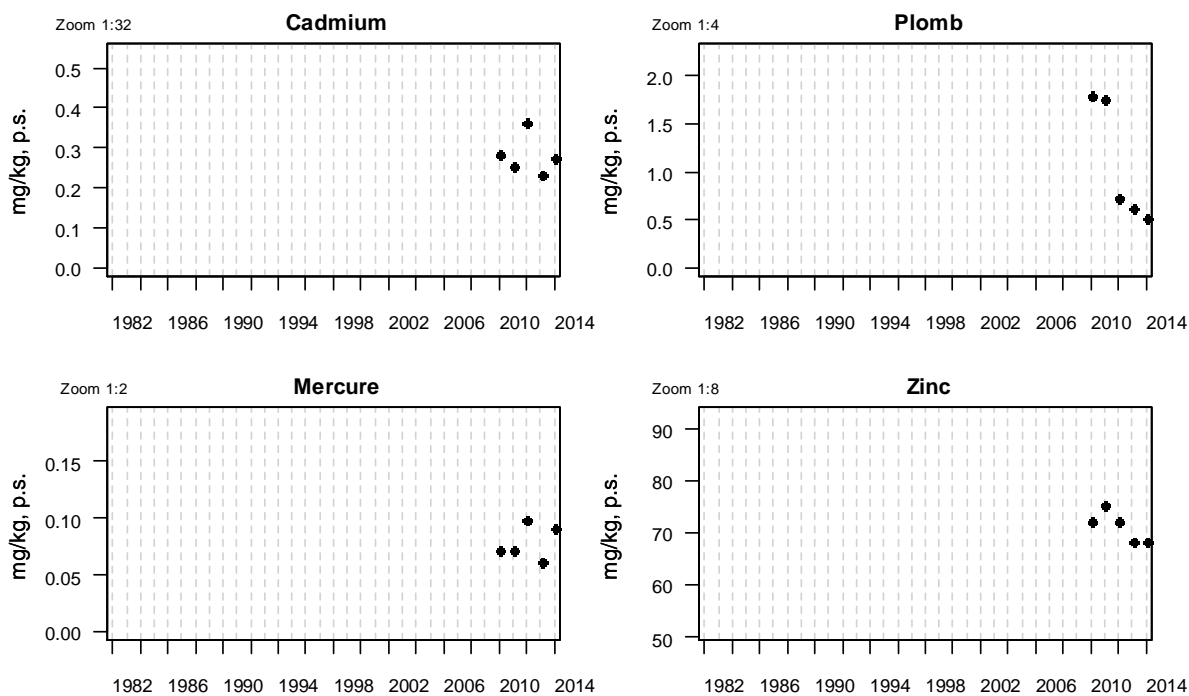 Zoom 1:32
Cadmium
mg/kg, p.s.
0.5
0.4
0.3
0.2
0.1
0.0
1982 1986 1990 1994 1998 2002 2006 2010 2014
Zoom 1:4
Plomb
mg/kg, p.s.
2.0
1.5
1.0
0.5
0.0
1982 1986 1990 1994 1998 2002 2006 2010 2014
Zoom 1:2
Mercure
mg/kg, p.s.
0.15
0.10
0.05
0.00
1982 1986 1990 1994 1998 2002 2006 2010 2014
Zoom 1:8
Zinc
mg/kg, p.s.
90
80
70
60
50
1982 1986 1990 1994 1998 2002 2006 2010 2014